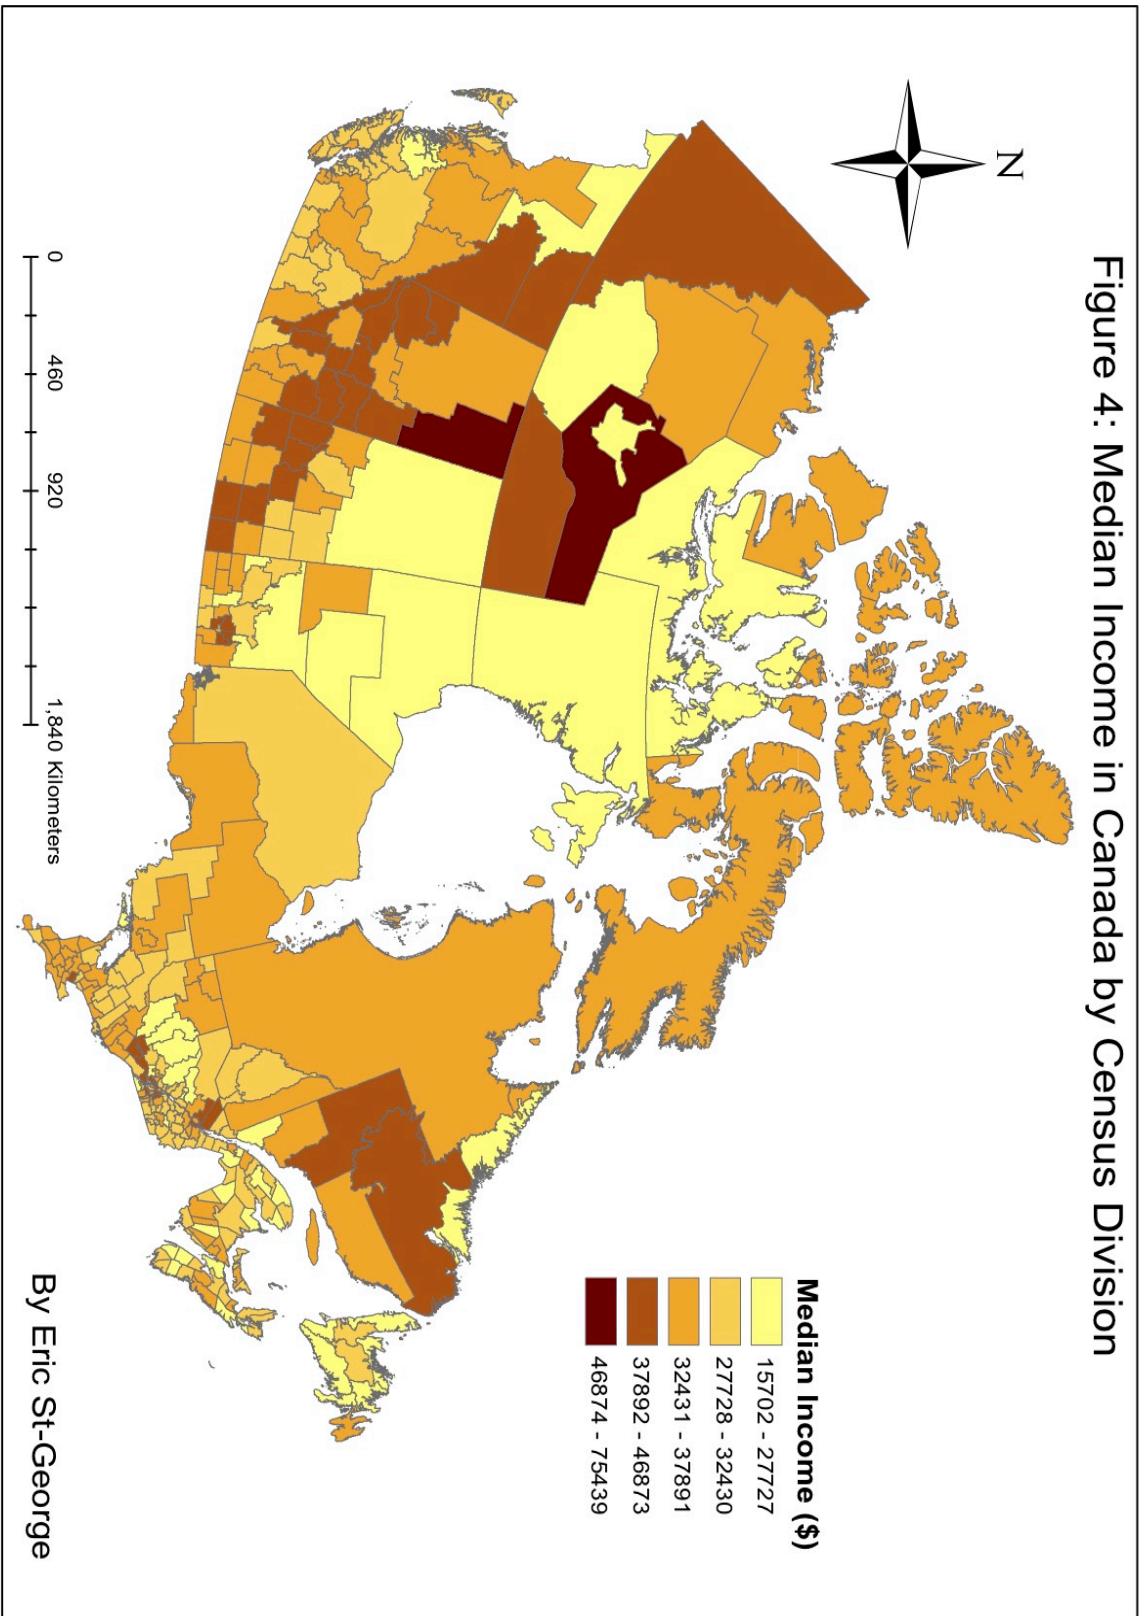 Figure 4: Median Income in Canada by Census Division
N
Median Income ($)
15702 - 27727
27728 - 32430
32431 - 37891
37892 - 46873
46874 - 75439
0 460 920 1,840 Kilometers
By Eric St-George